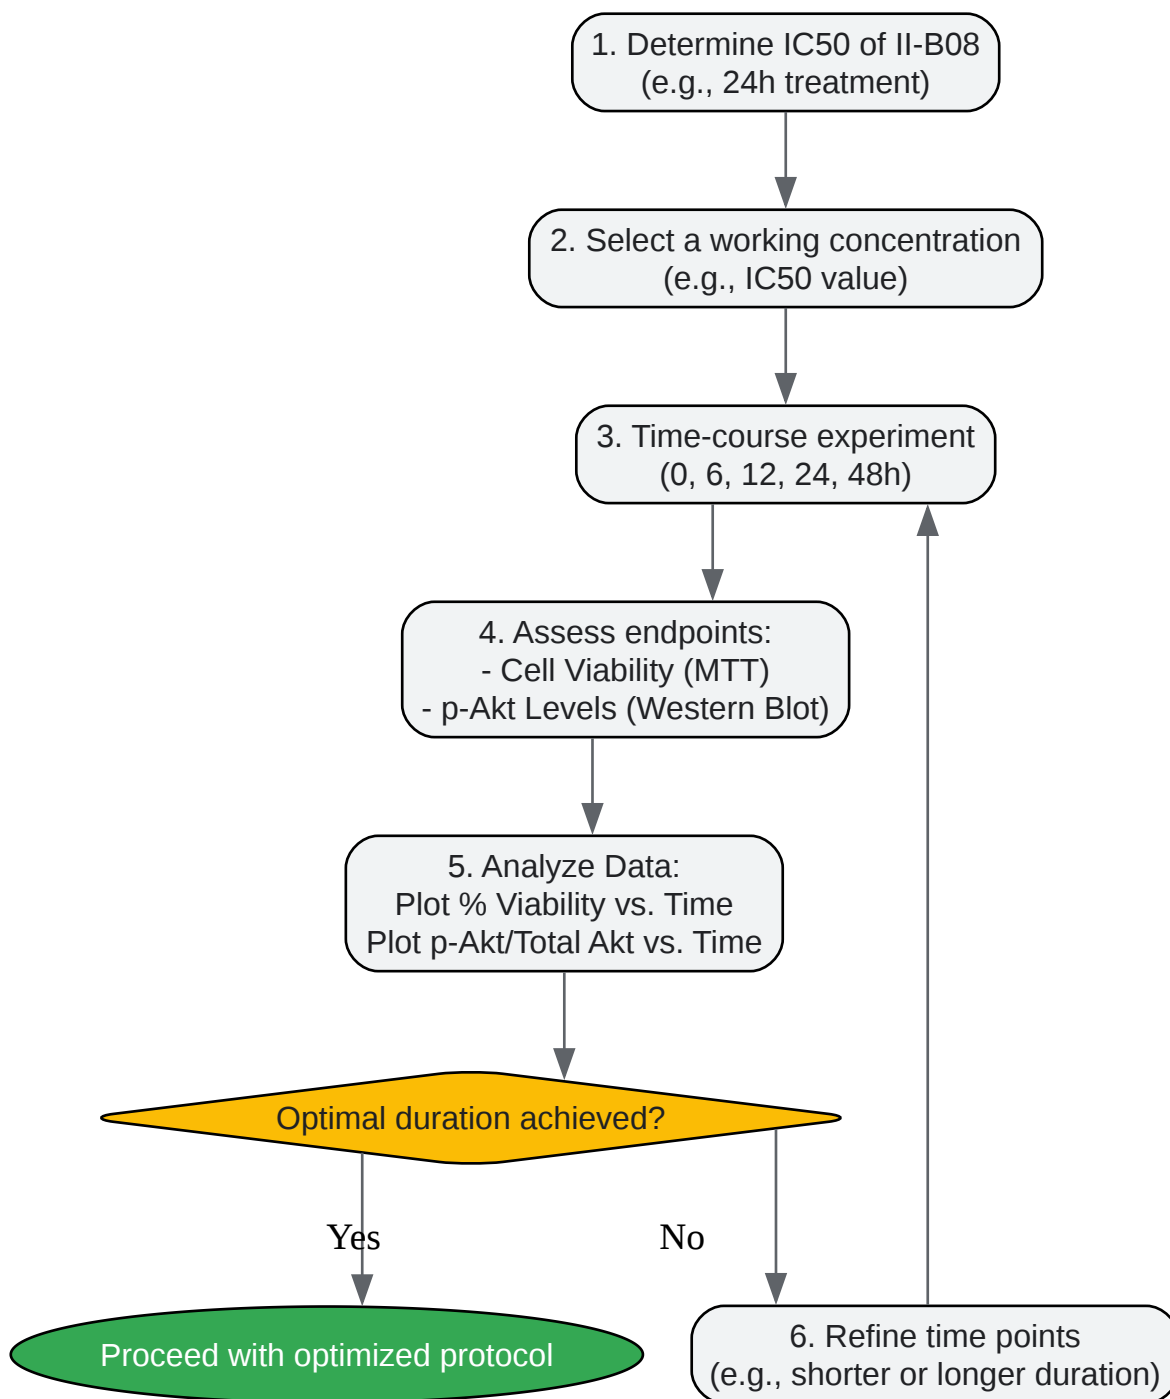 1. Determine IC50 of II-B08
(e.g., 24h treatment)
2. Select a working concentration
(e.g., IC50 value)
3. Time-course experiment
(0, 6, 12, 24, 48h)
4. Assess endpoints:
- Cell Viability (MTT)
- p-Akt Levels (Western Blot)
5. Analyze Data:
Plot % Viability vs. Time
Plot p-Akt/Total Akt vs. Time
Optimal duration achieved?
Yes
No
Proceed with optimized protocol
6. Refine time points
(e.g., shorter or longer duration)